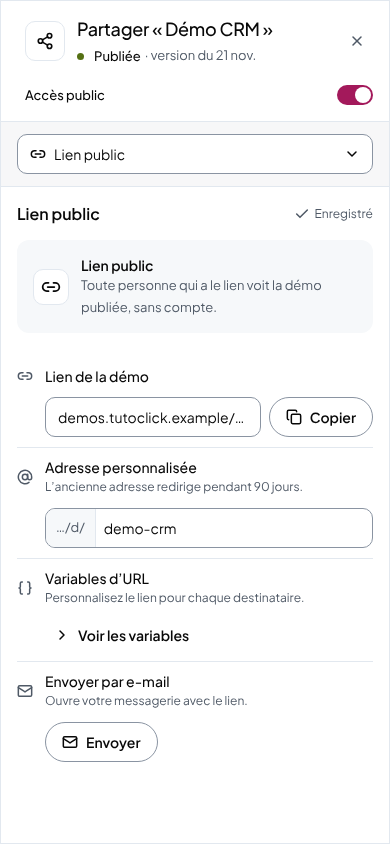 Partager « Démo CRM »
Publiée · version du 21 nov.
Accès public
Lien public
Lien public
Enregistré
Lien public
Toute personne qui a le lien voit la démo
publiée, sans compte.
Lien de la démo
demos.tutoclick.example/…
Copier
Adresse personnalisée
L’ancienne adresse redirige pendant 90 jours.
…/d/
demo-crm
Variables d’URL
Personnalisez le lien pour chaque destinataire.
Voir les variables
Envoyer par e-mail
Ouvre votre messagerie avec le lien.
Envoyer